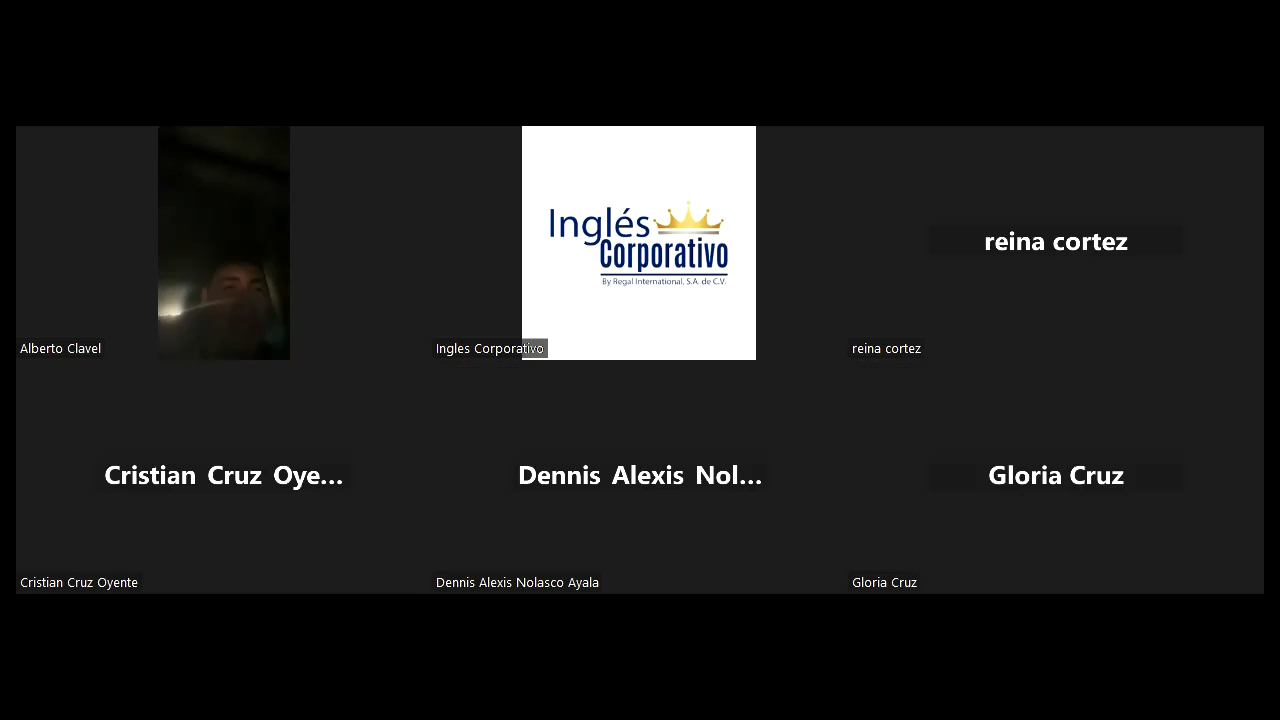 Inglés
Corporativo
By Regal International, S.A. de C.V.
reina cortez
Alberto Clavel
Ingles Corporativo
reina cortez
Cristian Cruz Oye...
Dennis Alexis Nol...
Gloria Cruz
Cristian Cruz Oyente
Dennis Alexis Nolasco Ayala
Gloria Cruz